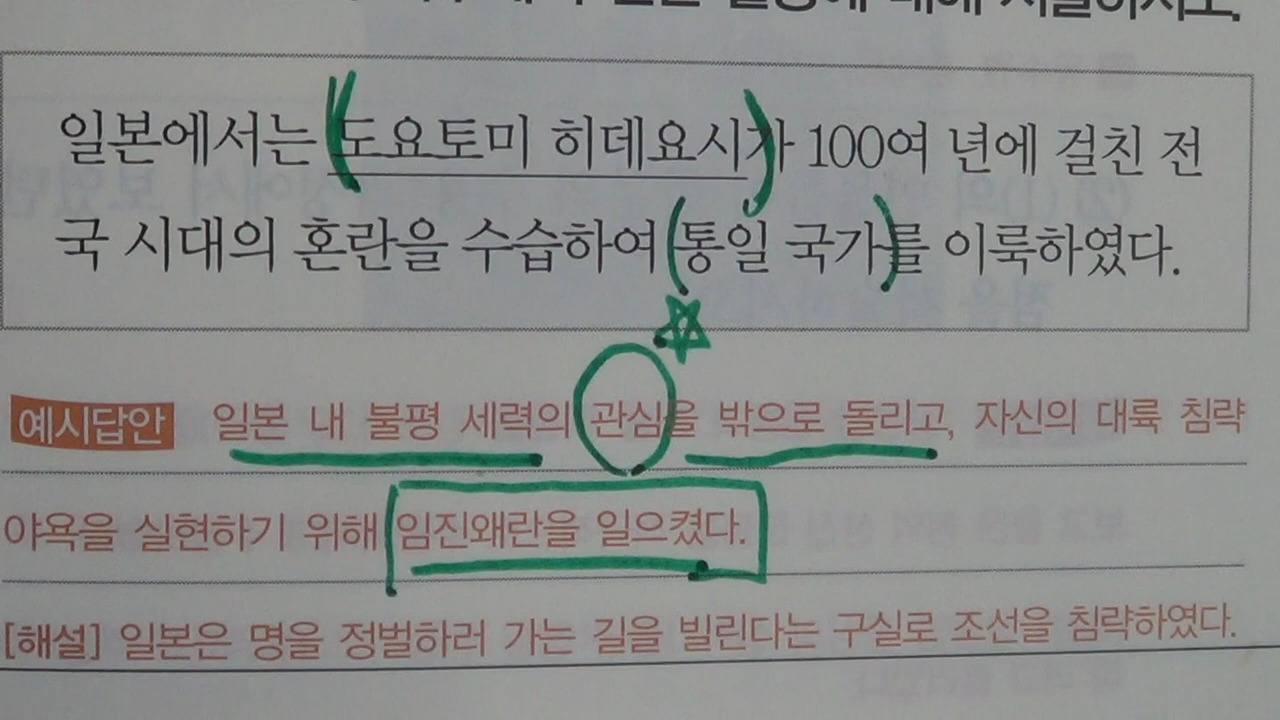 일본에서는 도요토미 히데요시가 100여 년에 걸친 전
국 시대의 혼란을 수습하여 통일 국가를 이룩하였다.
예시답안 일본 내 불평 세력의 관심을 밖으로 돌리고, 자신의 대륙 침략
야욕을 실현하기 위해 임진왜란을 일으켰다.
[해설] 일본은 명을 정벌하러 가는 길을 빌린다는 구실로 조선을 침략하였다.